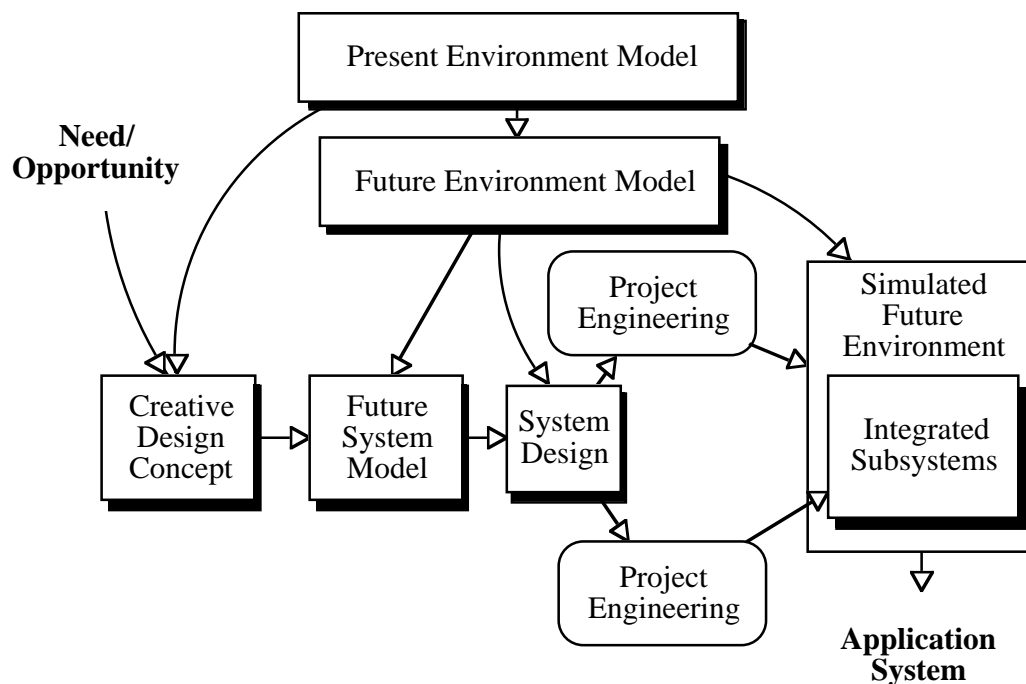 Present Environment Model
Need/
Opportunity
Future Environment Model
Project
Engineering
Simulated
Future
Environment
Creative
Design
Concept
Future
System
Model
System
Design
Integrated
Subsystems
Project
Engineering
Application
System